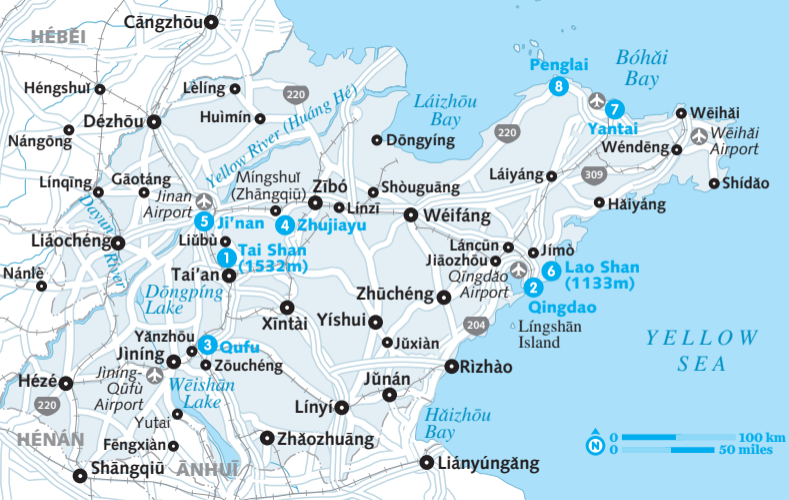 Cāngzhōu
HÉBĚI
Bóhǎi
Bay
Penglai
8
Héngshuǐ
Lèlíng
220
Láizhōu
Bay
7
Yantai
Wēihǎi
Huìmín
Dézhōu
Nángōng
Yellow River (Huáng Hé)
Dōngyíng
220
Wéndēng
Wēihǎi
Airport
Línqīng
Gāotáng
Jinan
Airport
Míngshuǐ
(Zhāngqiū)
Zībó
Línzī
Shòuguāng
Láiyáng
309
Shídǎo
Hǎiyáng
Dayun
River
5
Ji'nan
4
Zhujiayu
Wéifáng
Liáochéng
Liǔbù
1
Tai Shan
(1532m)
Láncūn
Jiāozhōu
Jímò
Qīngdǎo
Airport
6
Lao Shan
(1133m)
Nánlè
Tai'an
Dōngpíng
Lake
Zhūchéng
2
Qingdao
Xīntài
Yíshui
204
Língshān
Island
YELLOW
SEA
Yǎnzhōu
3
Qufu
Jǔxiàn
Jìníng
Zōuchéng
Rìzhào
Hézé
Jìníng-
Qūfù
Airport
Wēishān
Lake
Jǔnán
220
Yutai
Línyí
Hǎizhōu
Bay
HÉNÁN
Fēngxiàn
Zhǎozhuāng
N
0
100 km
0
50 miles
Shāngqiū
ĀNHUĪ
Liányúngǎng